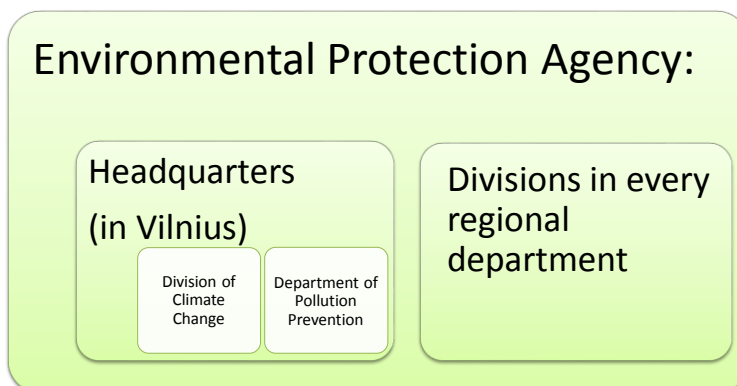 Environmental Protection Agency:
Headquarters
(in Vilnius)
Division of
Climate
Change
Department of
Pollution
Prevention
Divisions in every
regional
department